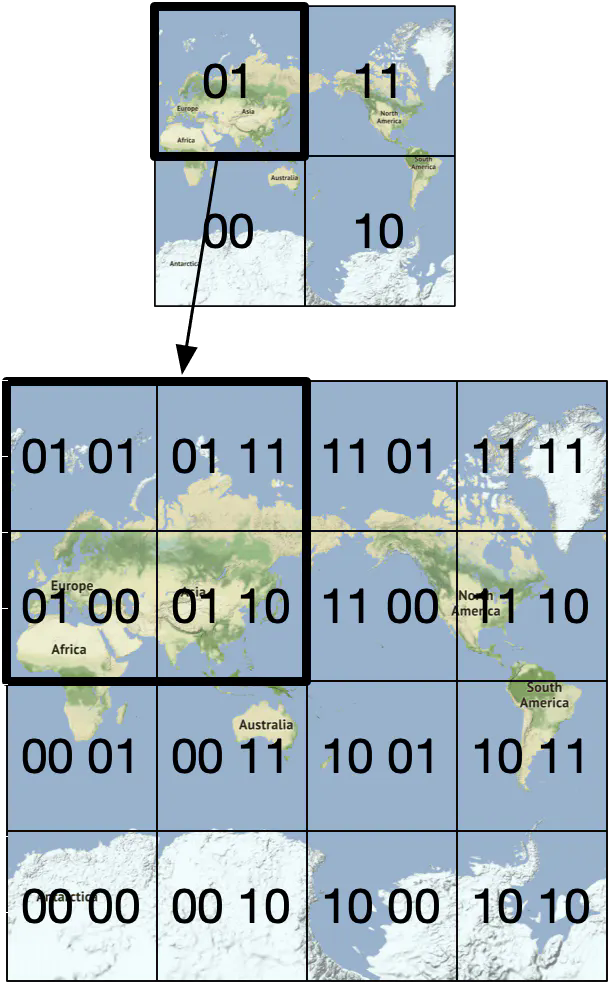 01 11
Europe
Asia
North
America
Africa
South
America
Australia
00 10
Antarctica
01 01 01 11 11 01 11 11
Europe
Asia
North
America
01 00 01 10 11 00 11 10
Africa
South
America
Australia
00 01 00 11 10 01 10 11
Antarctica
00 00 00 10 10 00 10 10